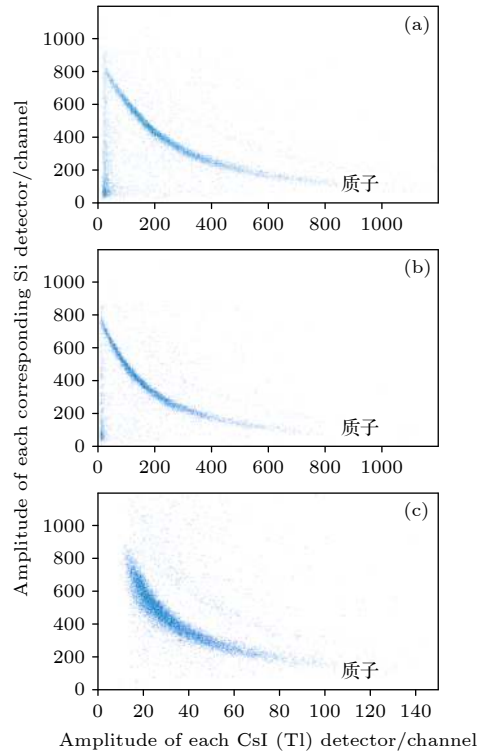 Amplitude of each corresponding Si detector/channel
(a)
1000
800
600
400
200
0
质子
0 200 400 600 800 1000
(b)
1000
800
600
400
200
0
质子
0 200 400 600 800 1000
(c)
1000
800
600
400
200
0
质子
0 20 40 60 80 100 120 140
Amplitude of each CsI (Tl) detector/channel